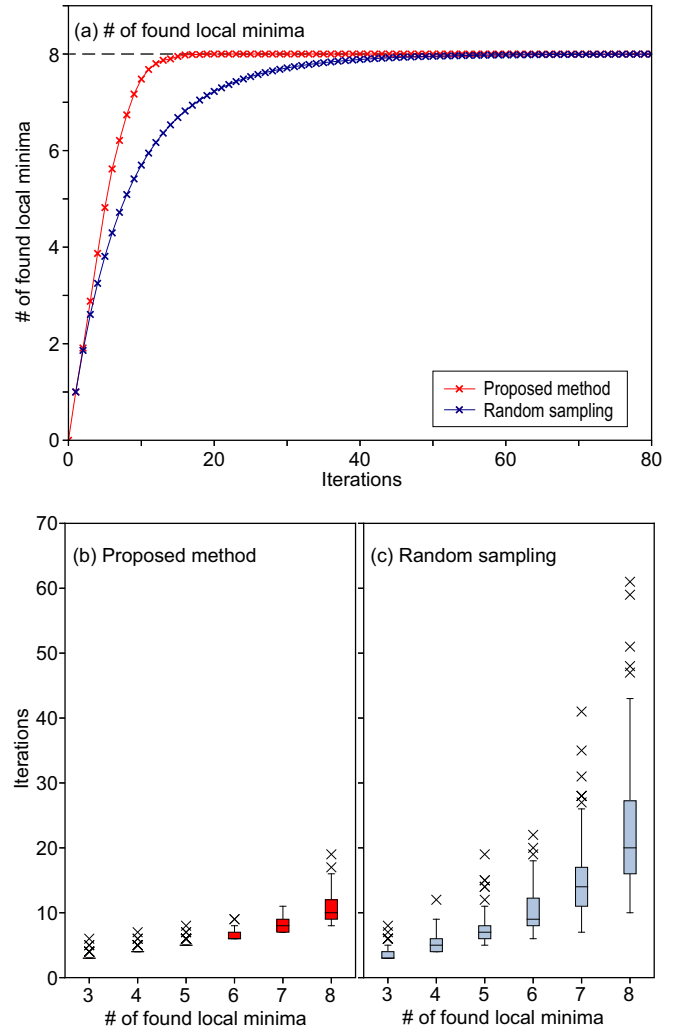 (a) # of found local minima
8
6
4
2
0
# of found local minima
Proposed method
Random sampling
0 20 40 60 80
Iterations
70
60
50
40
30
20
10
0
Iterations
(b) Proposed method
(c) Random sampling
3 4 5 6 7 8
3 4 5 6 7 8
# of found local minima
# of found local minima